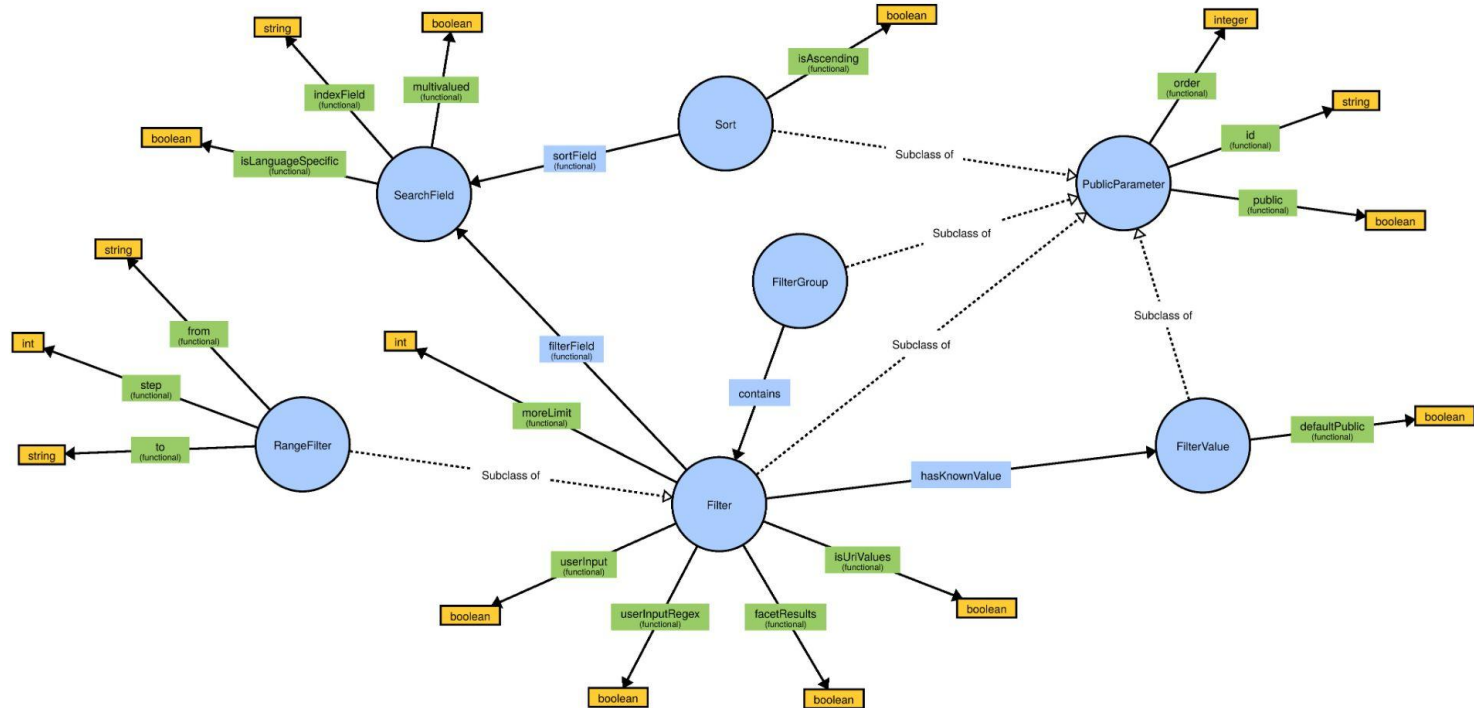 string
boolean
boolean
integer
isAscending
(functional)
indexField
(functional)
multivalued
(functional)
order
(functional)
string
boolean
isLanguageSpecific
(functional)
Sort
sortField
(functional)
Subclass of
id
(functional)
SearchField
PublicParameter
public
(functional)
boolean
string
Subclass of
FilterGroup
from
(functional)
int
int
filterField
(functional)
Subclass of
Subclass of
step
(functional)
moreLimit
(functional)
contains
boolean
defaultPublic
(functional)
string
to
(functional)
RangeFilter
FilterValue
Subclass of
hasKnownValue
Filter
userInput
(functional)
isUriValues
(functional)
boolean
userInputRegex
(functional)
facetResults
(functional)
boolean
boolean
boolean